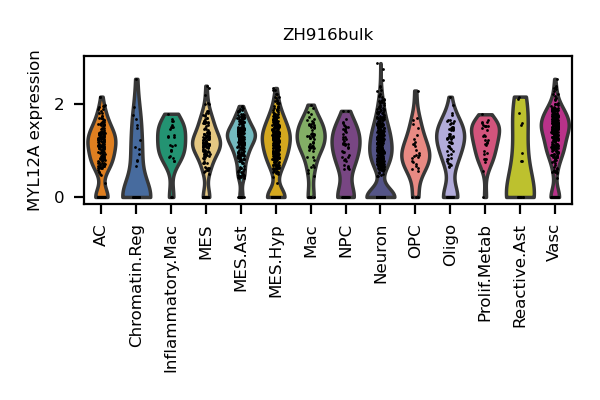 ZH916bulk
MYL12A expression
2
0
AC
Chromatin.Reg
Inflammatory.Mac
MES
MES.Ast
MES.Hyp
Mac
NPC
Neuron
OPC
Oligo
Prolif.Metab
Reactive.Ast
Vasc